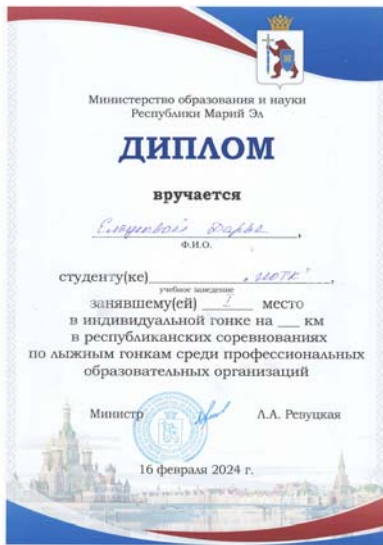 Министерство образования и науки
Республики Марий Эл
ДИПЛОМ
вручается
Дарье,
Ф.И.О.
студенту(ке) ,
учебное заведение
занявшему(ей) I место
в индивидуальной гонке на ___ км
в республиканских соревнованиях
по лыжным гонкам среди профессиональных
образовательных организаций
Министр Л.А. Ревуцкая
16 февраля 2024 г.